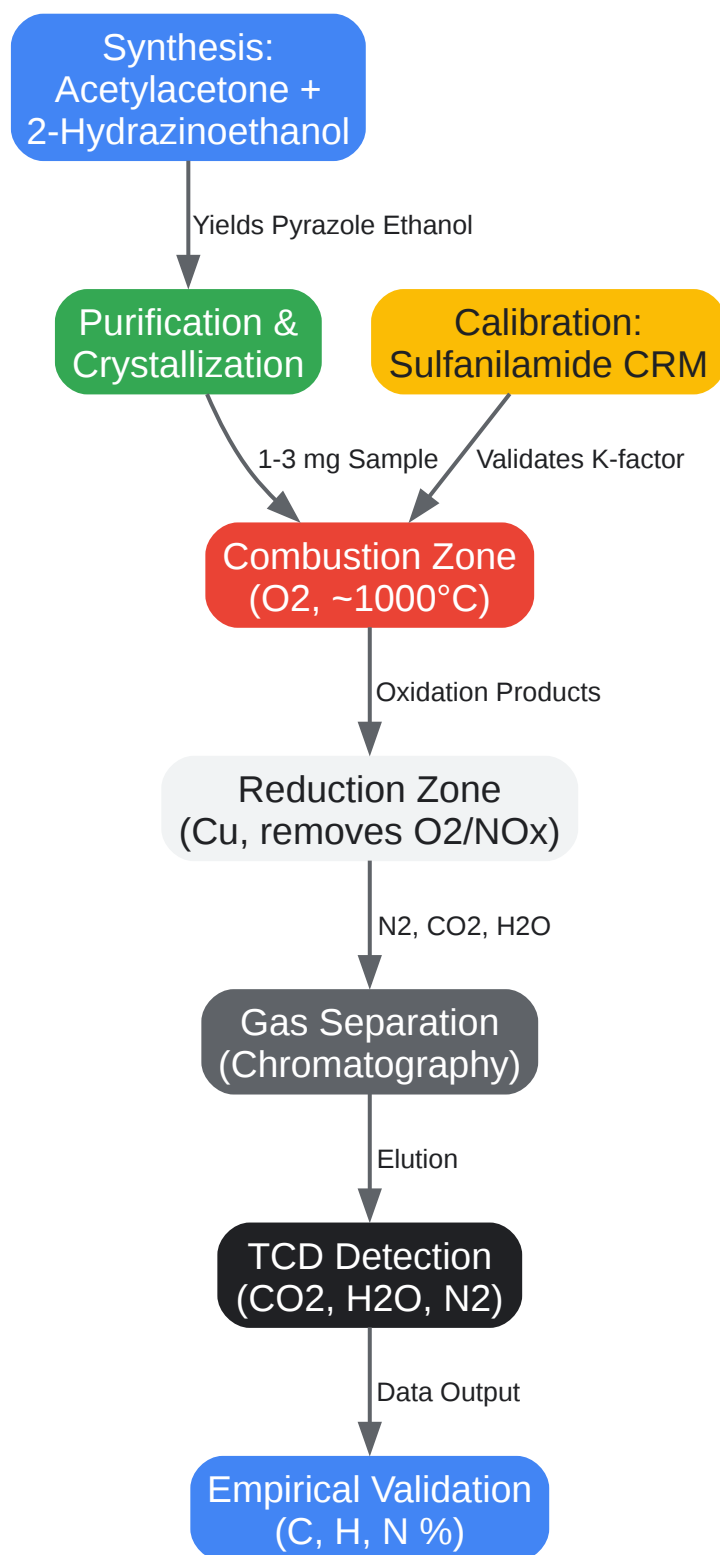 Synthesis:
Acetylacetone +
2-Hydrazinoethanol
Yields Pyrazole Ethanol
Purification &
Crystallization
Calibration:
Sulfanilamide CRM
1-3 mg Sample
Validates K-factor
Combustion Zone
(O2, ~1000°C)
Oxidation Products
Reduction Zone
(Cu, removes O2/NOx)
N2, CO2, H2O
Gas Separation
(Chromatography)
Elution
TCD Detection
(CO2, H2O, N2)
Data Output
Empirical Validation
(C, H, N %)